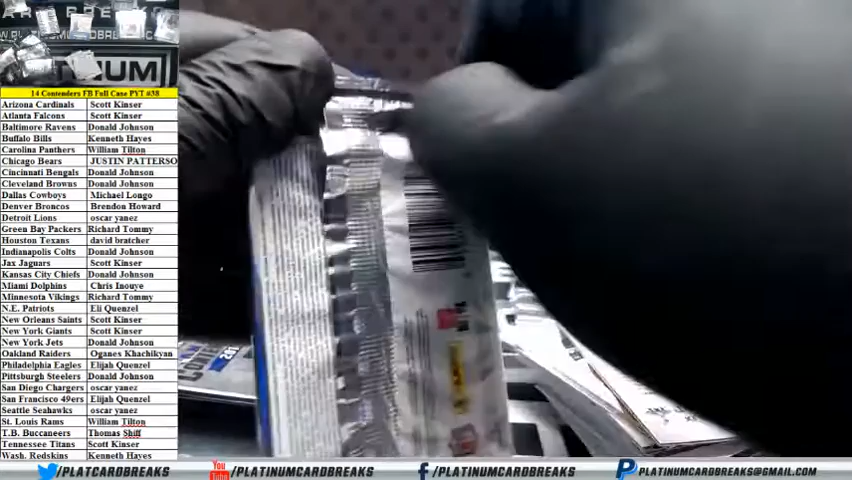 14 Contenders FB Full Case PYT #38
Arizona Cardinals Scott Kinser
Atlanta Falcons Scott Kinser
Baltimore Ravens Donald Johnson
Buffalo Bills Kenneth Hayes
Carolina Panthers William Tilton
Chicago Bears JUSTIN PATTERSO
Cincinnati Bengals Donald Johnson
Cleveland Browns Donald Johnson
Dallas Cowboys Michael Longo
Denver Broncos Brendon Howard
Detroit Lions oscar yanez
Green Bay Packers Richard Tommy
Houston Texans david bratcher
Indianapolis Colts Donald Johnson
Jax Jaguars Scott Kinser
Kansas City Chiefs Donald Johnson
Miami Dolphins Chris Inouye
Minnesota Vikings Richard Tommy
N.E. Patriots Eli Quenzel
New Orleans Saints Scott Kinser
New York Giants Scott Kinser
New York Jets Donald Johnson
Oakland Raiders Oganes Khachikyan
Philadelphia Eagles Elijah Quenzel
Pittsburgh Steelers Donald Johnson
San Diego Chargers oscar yanez
San Francisco 49ers Elijah Quenzel
Seattle Seahawks oscar yanez
St. Louis Rams William Tilton
T.B. Buccaneers Thomas Shiff
Tennessee Titans Scott Kinser
Wash. Redskins Kenneth Hayes
/PLATCARDBREAKS
/PLATINUMCARDBREAKS
/PLATINUMCARDBREAKS
/PLATINUMCARDBREAKS@GMAIL.COM